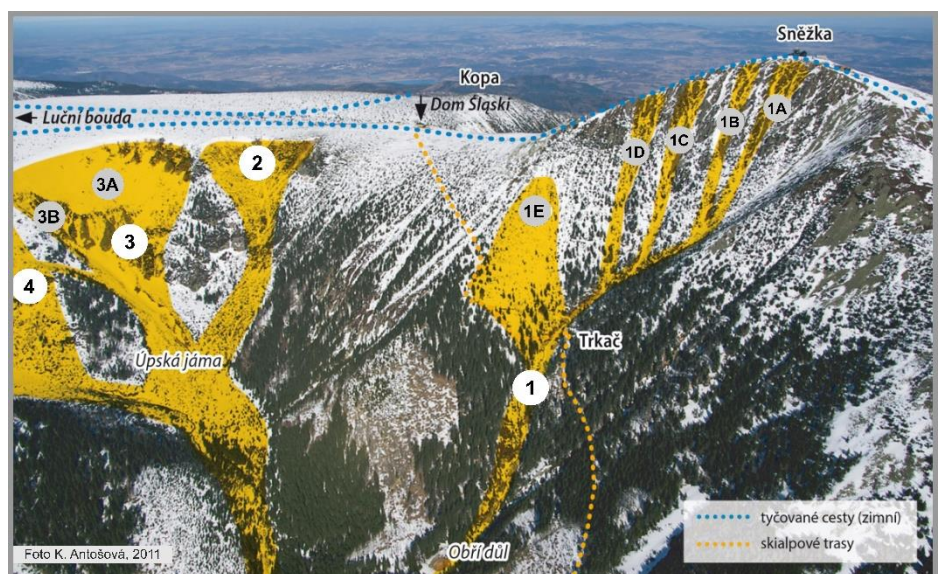 Sněžka
Kopa
Dom Śląski
Luční bouda
1A
1B
1C
1D
2
3A
3B
3
1E
4
Úpská jáma
Trkač
1
tyčované cesty (zimní)
skialpové trasy
Foto K. Antošová, 2011
Obří důl